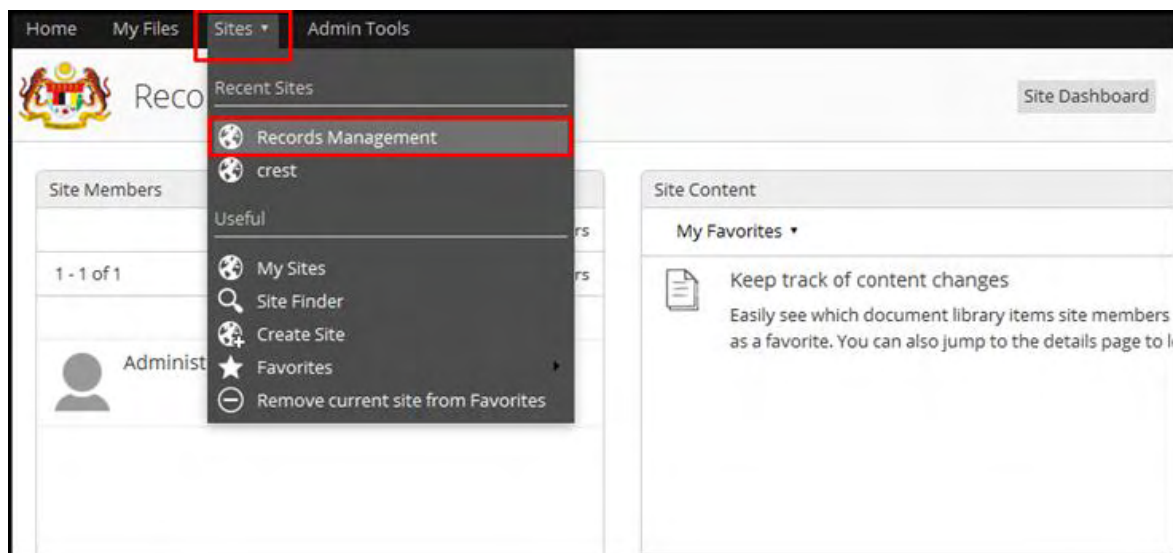 Home My Files Sites ▾ Admin Tools
Reco
Site Dashboard
Recent Sites
Records Management
crest
Useful
My Sites
Site Finder
Create Site
Favorites
Remove current site from Favorites
Site Members
rs
1 - 1 of 1
rs
Administ
Site Content
My Favorites ▾
Keep track of content changes
Easily see which document library items site members
as a favorite. You can also jump to the details page to l